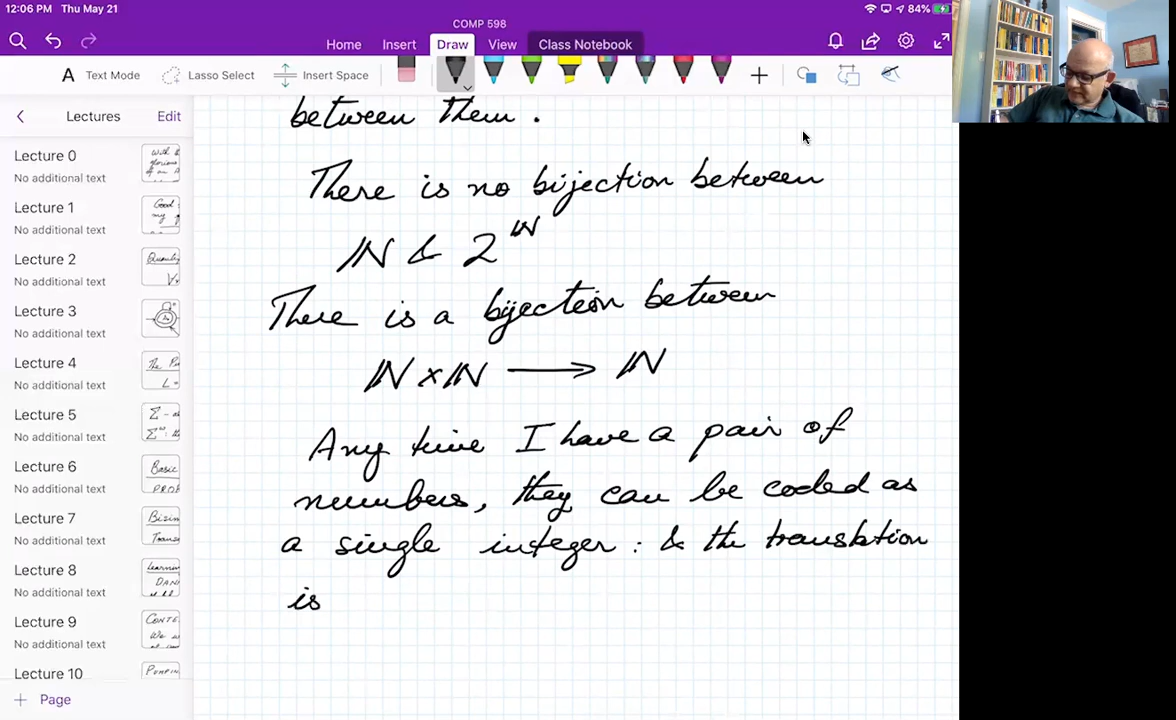 12:06 PM Thu May 21
84%
COMP 598
Home Insert Draw View Class Notebook
A Text Mode Lasso Select Insert Space
Lectures Edit
Lecture 0
No additional text
Lecture 1
No additional text
Lecture 2
No additional text
Lecture 3
No additional text
Lecture 4
No additional text
Lecture 5
No additional text
Lecture 6
No additional text
Lecture 7
No additional text
Lecture 8
No additional text
Lecture 9
No additional text
Lecture 10
+ Page
between them.
There is no bijection between
ℕ & 2^ℕ
There is a bijection between
ℕ × ℕ ⟶ ℕ
Any time I have a pair of
numbers, they can be coded as
a single integer : & the translation
is